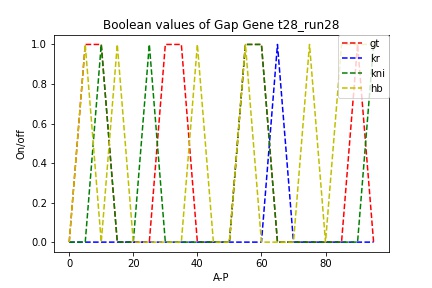 Boolean values of Gap Gene t28_run28
1.0
0.8
0.6
0.4
0.2
0.0
On/off
0 20 40 60 80
A-P
gt
kr
kni
hb